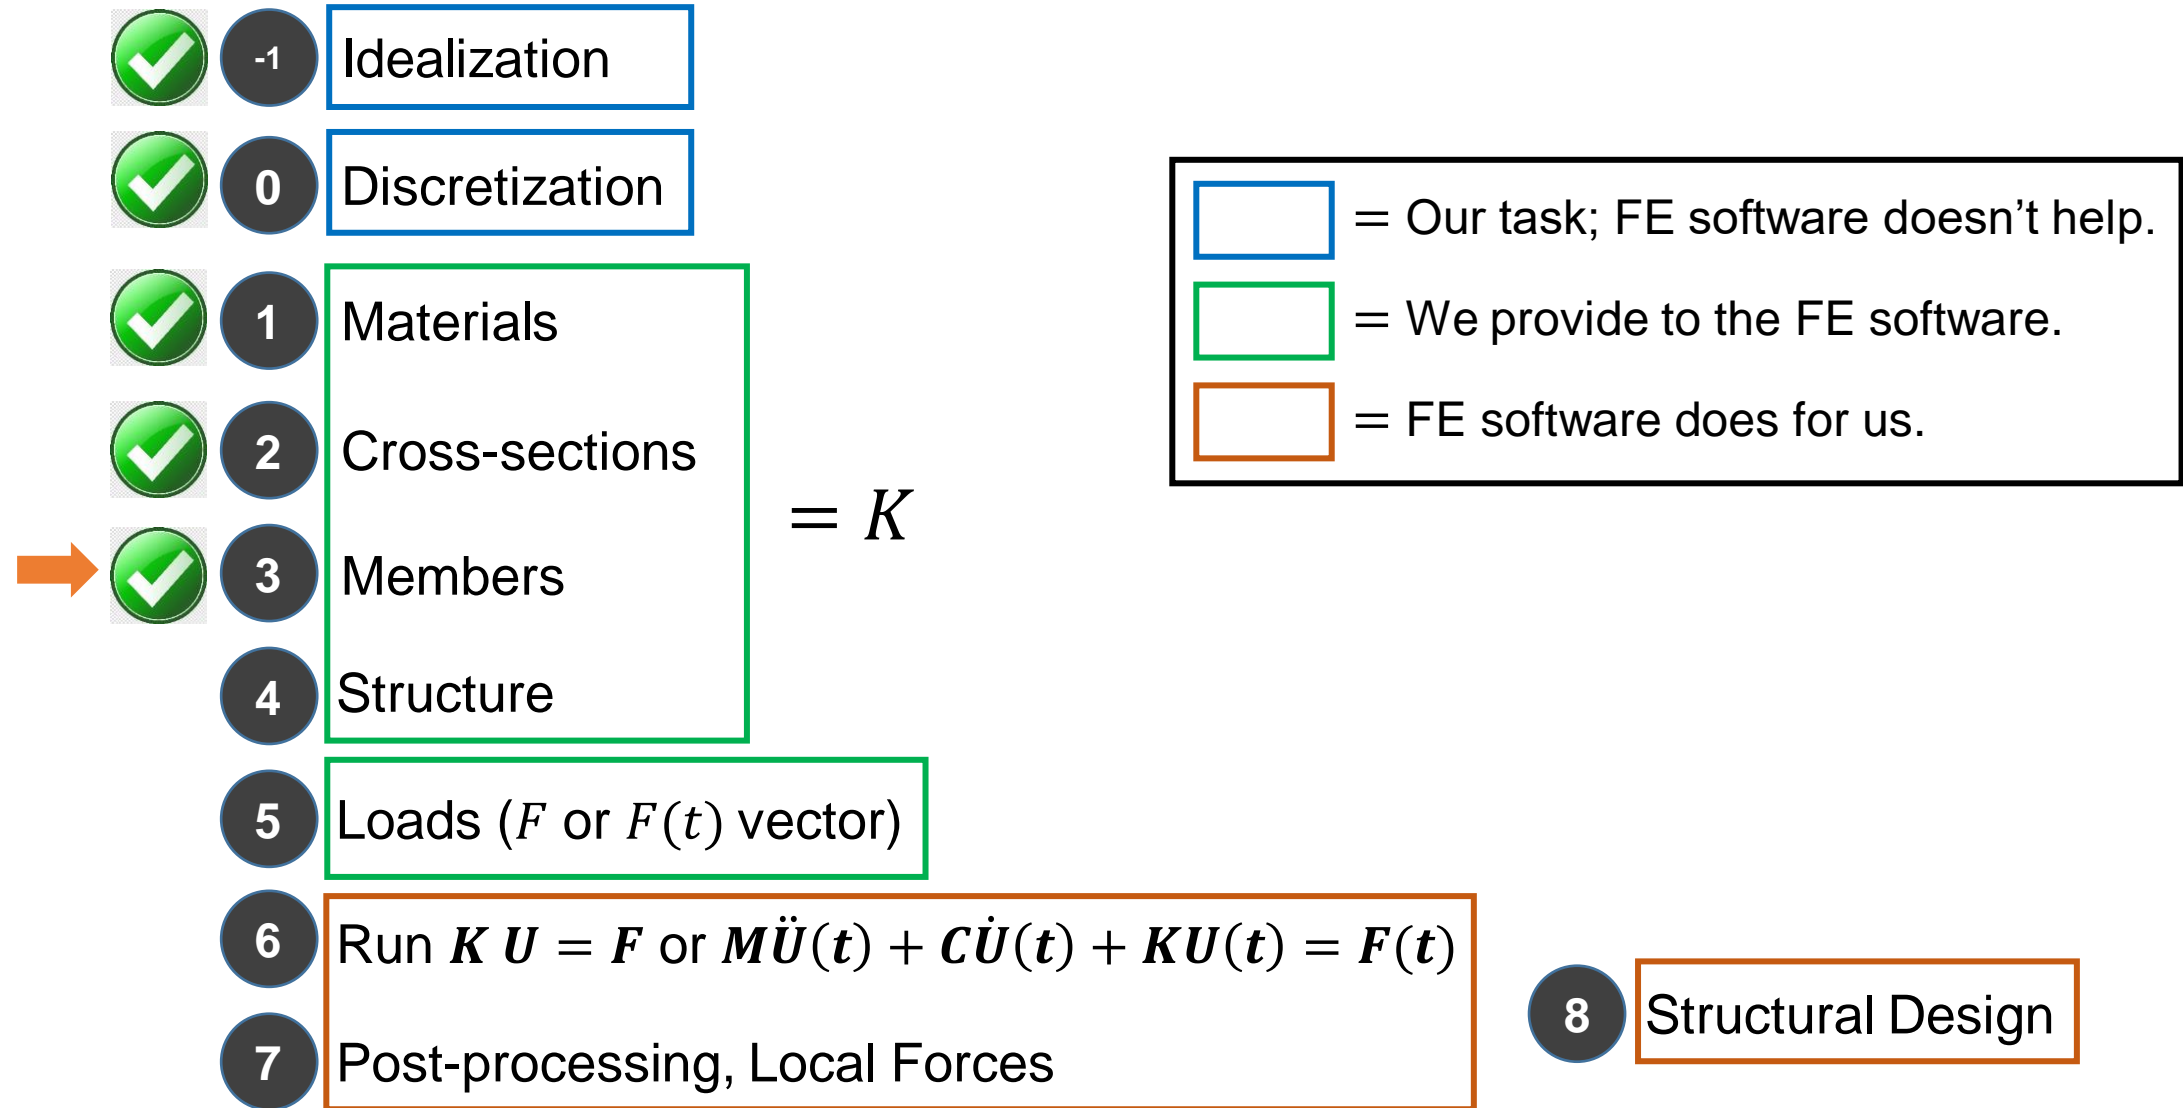 -1 Idealization
0 Discretization
1 Materials
2 Cross-sections
3 Members
4 Structure
= K
5 Loads (F or F(t) vector)
6 Run K U = F or MÜ(t) + CU̇(t) + KU(t) = F(t)
7 Post-processing, Local Forces
8 Structural Design
= Our task; FE software doesn’t help.
= We provide to the FE software.
= FE software does for us.